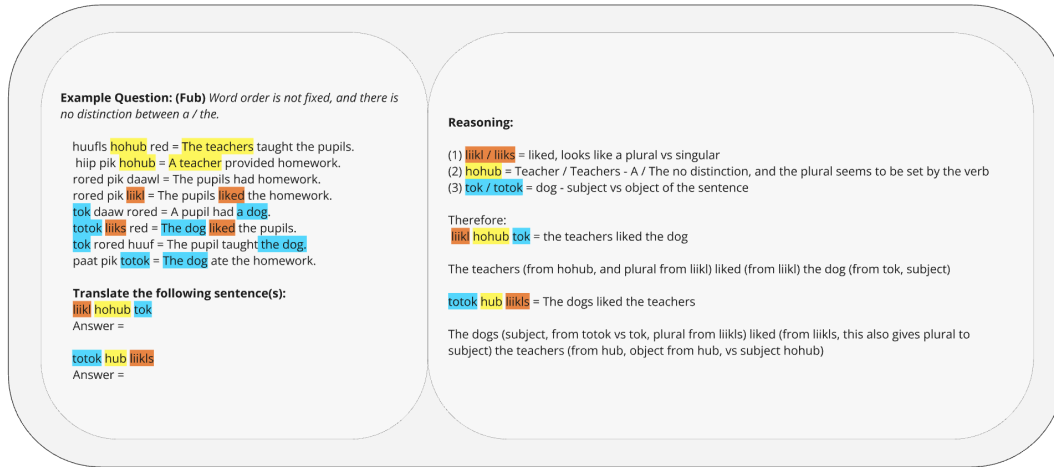 Example Question: (Fub) Word order is not fixed, and there is
no distinction between a / the.
huufls hohub red = The teachers taught the pupils.
hiip pik hohub = A teacher provided homework.
rored pik daawl = The pupils had homework.
rored pik liikl = The pupils liked the homework.
tok daaw rored = A pupil had a dog.
totok liiks red = The dog liked the pupils.
tok rored huuf = The pupil taught the dog.
paat pik totok = The dog ate the homework.
Translate the following sentence(s):
liikl hohub tok
Answer =
totok hub liikls
Answer =
Reasoning:
(1) liikl / liiks = liked, looks like a plural vs singular
(2) hohub = Teacher / Teachers - A / The no distinction, and the plural seems to be set by the verb
(3) tok / totok = dog - subject vs object of the sentence
Therefore:
liikl hohub tok = the teachers liked the dog
The teachers (from hohub, and plural from liikl) liked (from liikl) the dog (from tok, subject)
totok hub liikls = The dogs liked the teachers
The dogs (subject, from totok vs tok, plural from liikls) liked (from liikls, this also gives plural to
subject) the teachers (from hub, object from hub, vs subject hohub)